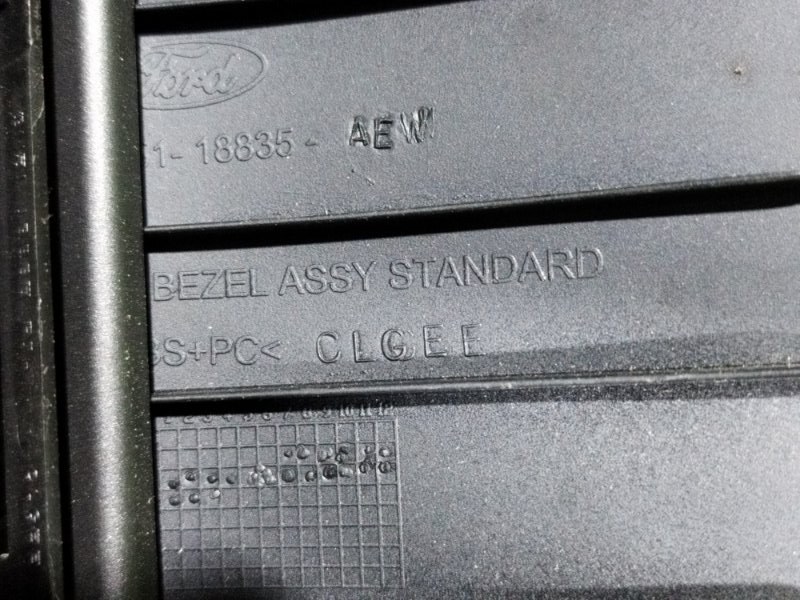 Ford
1-18835- AEW
BEZEL ASSY STANDARD
S+PC< CLGEE